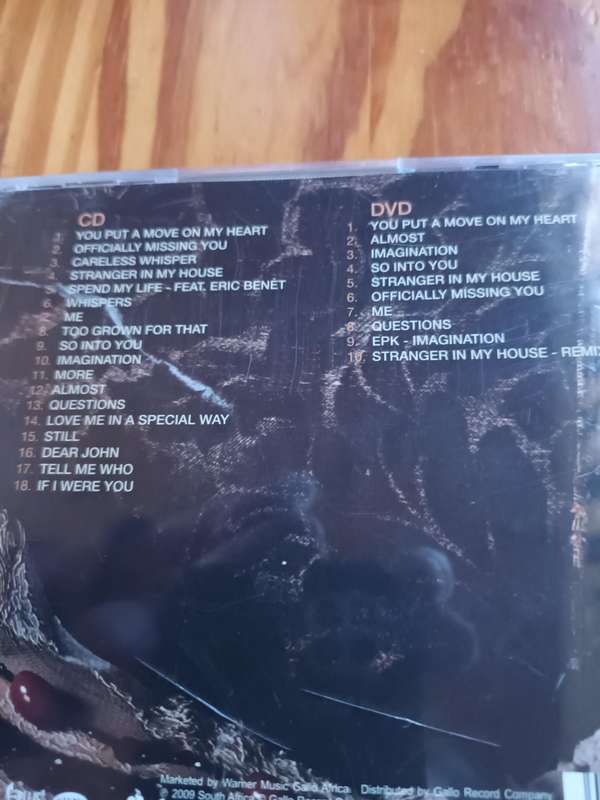 CD
1. YOU PUT A MOVE ON MY HEART
2. OFFICIALLY MISSING YOU
3. CARELESS WHISPER
4. STRANGER IN MY HOUSE
5. SPEND MY LIFE - FEAT. ERIC BENÉT
6. WHISPERS
7. ME
8. TOO GROWN FOR THAT
9. SO INTO YOU
10. IMAGINATION
11. MORE
12. ALMOST
13. QUESTIONS
14. LOVE ME IN A SPECIAL WAY
15. STILL
16. DEAR JOHN
17. TELL ME WHO
18. IF I WERE YOU
DVD
1. YOU PUT A MOVE ON MY HEART
2. ALMOST
3. IMAGINATION
4. SO INTO YOU
5. STRANGER IN MY HOUSE
6. OFFICIALLY MISSING YOU
7. ME
8. QUESTIONS
9. EPK - IMAGINATION
10. STRANGER IN MY HOUSE - REMIX
Marketed by Warner Music Gallo Africa. Distributed by Gallo Record Company
© 2009 South Africa Gallo Record